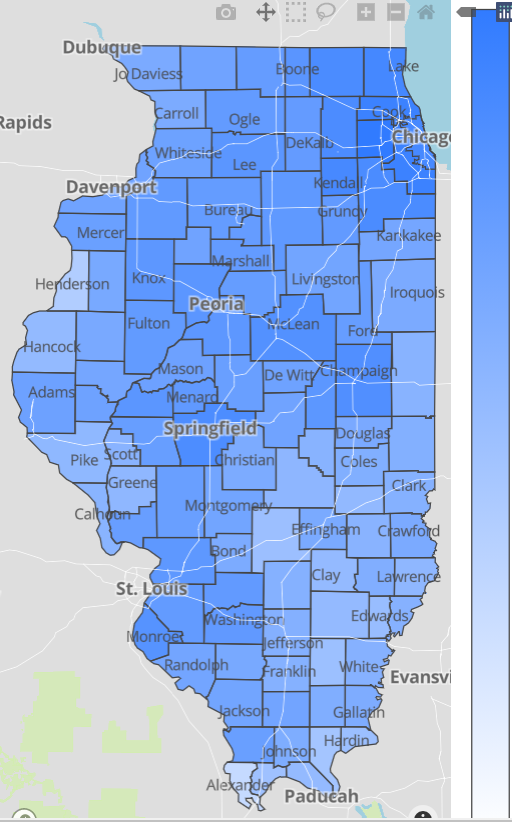 Dubuque
Jo Daviess
Boone
Lake
Carroll
Ogle
Cook
Rapids
DeKalb
Chicago
Whiteside
Lee
Davenport
Kendall
Bureau
Grundy
Mercer
Kankakee
Marshall
Henderson
Knox
Livingston
Iroquois
Peoria
Fulton
McLean
Ford
Hancock
Mason
De Witt
Champaign
Adams
Menard
Springfield
Douglas
Pike
Scott
Christian
Coles
Greene
Clark
Calhoun
Montgomery
Effingham
Crawford
Bond
Clay
Lawrence
St. Louis
Washington
Edwards
Monroe
Jefferson
Randolph
Franklin
White
Evansvi
Jackson
Gallatin
Hardin
Johnson
Alexander
Paducah